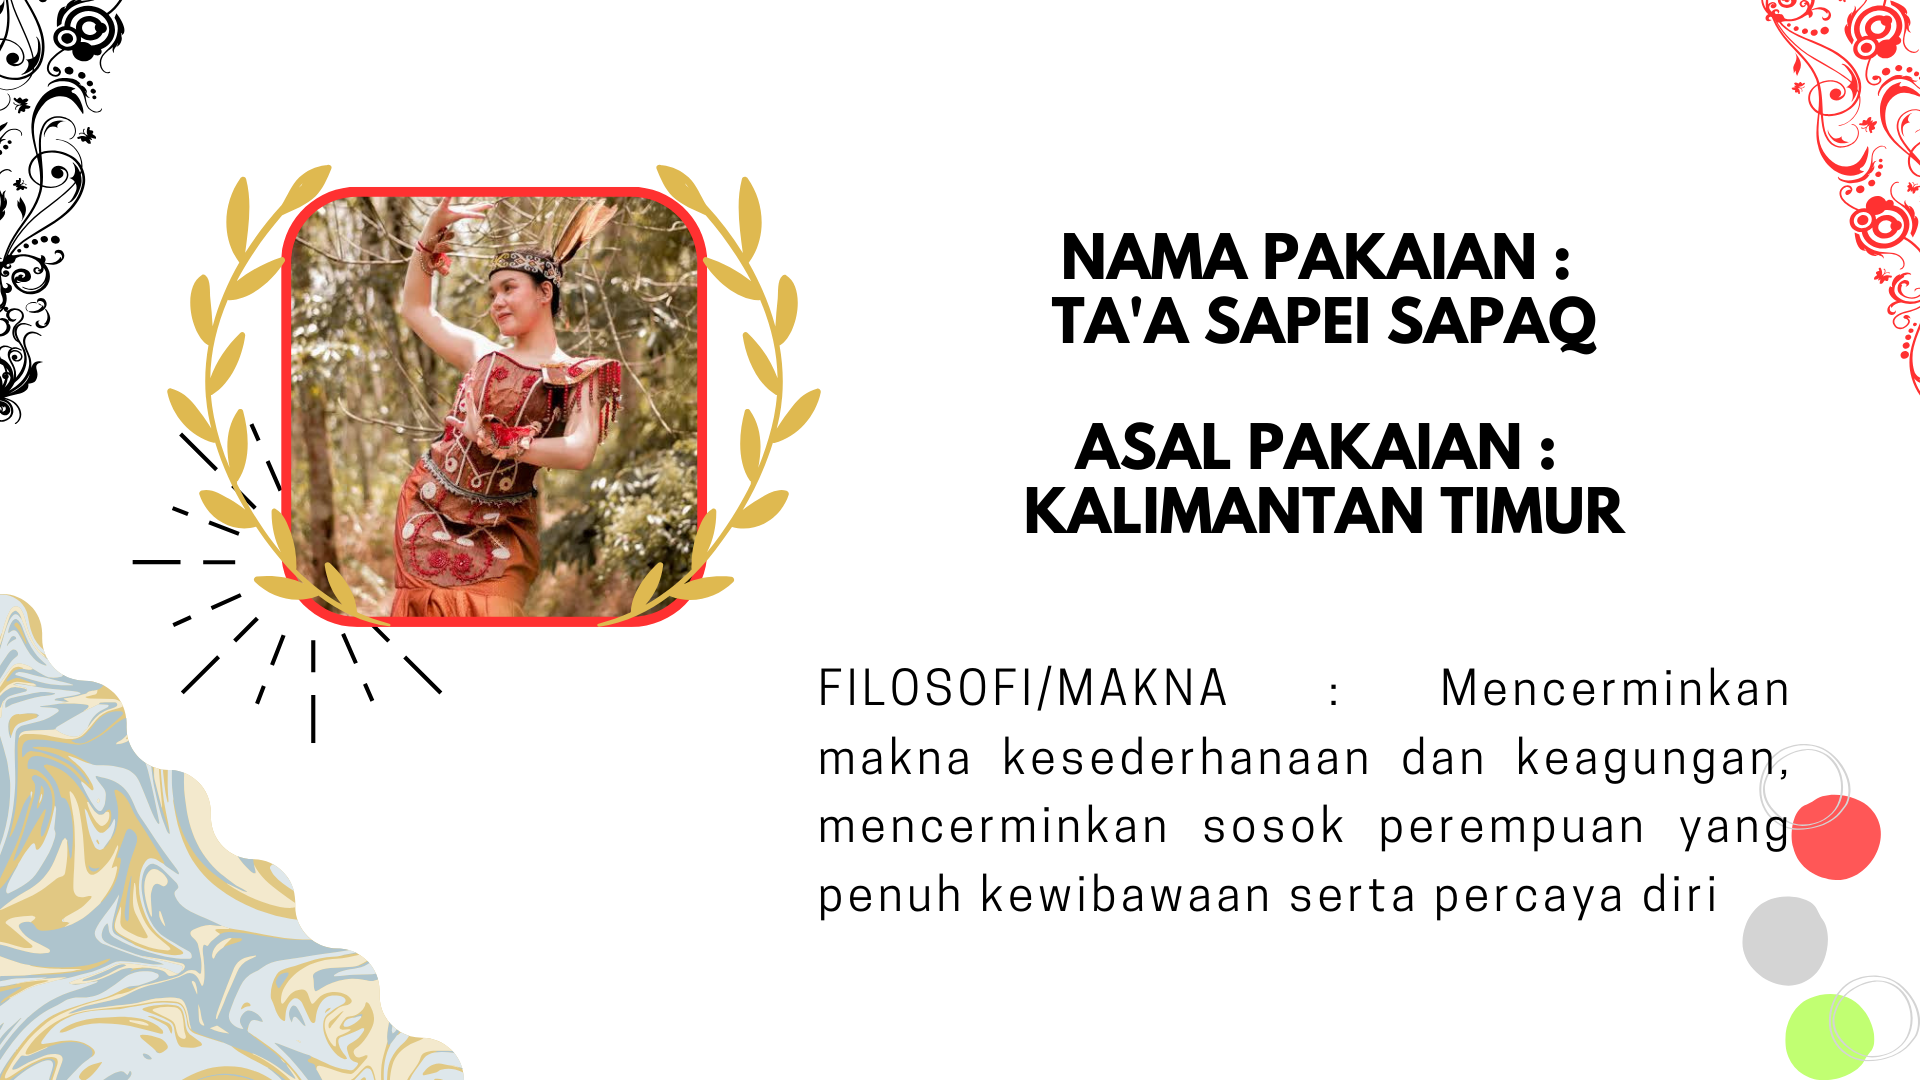 NAMA PAKAIAN :
TA'A SAPEI SAPAQ
ASAL PAKAIAN :
KALIMANTAN TIMUR
FILOSOFI/MAKNA : Mencerminkan
makna kesederhanaan dan keagungan,
mencerminkan sosok perempuan yang
penuh kewibawaan serta percaya diri